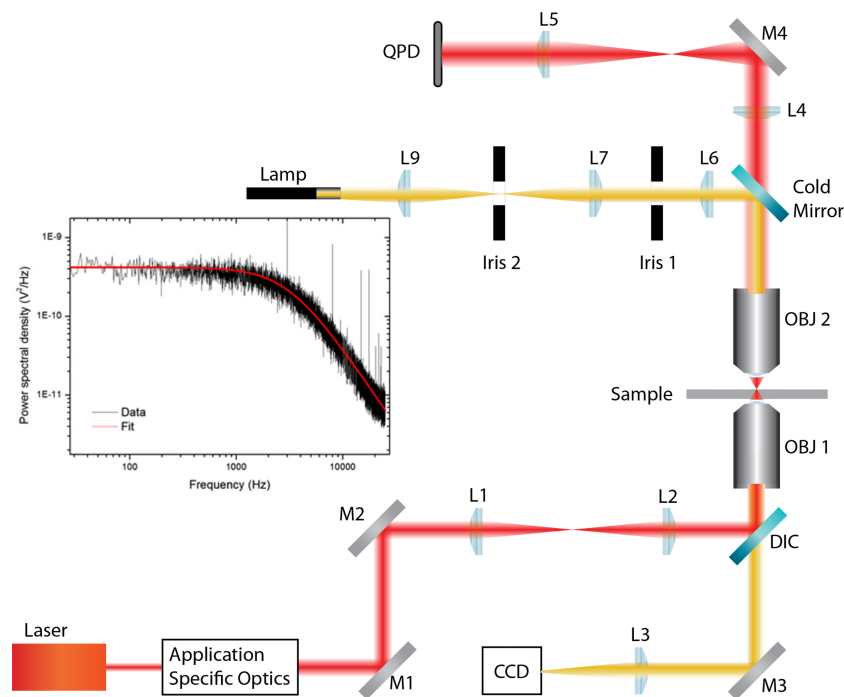 L5
M4
QPD
L4
Lamp
L9
L7
L6
Cold
Mirror
Iris 2
Iris 1
1E-9
1E-10
1E-11
Power spectral density (V²/Hz)
Data
Fit
100
1000
10000
Frequency (Hz)
OBJ 2
Sample
OBJ 1
M2
L1
L2
DIC
Laser
Application
Specific Optics
M1
CCD
L3
M3